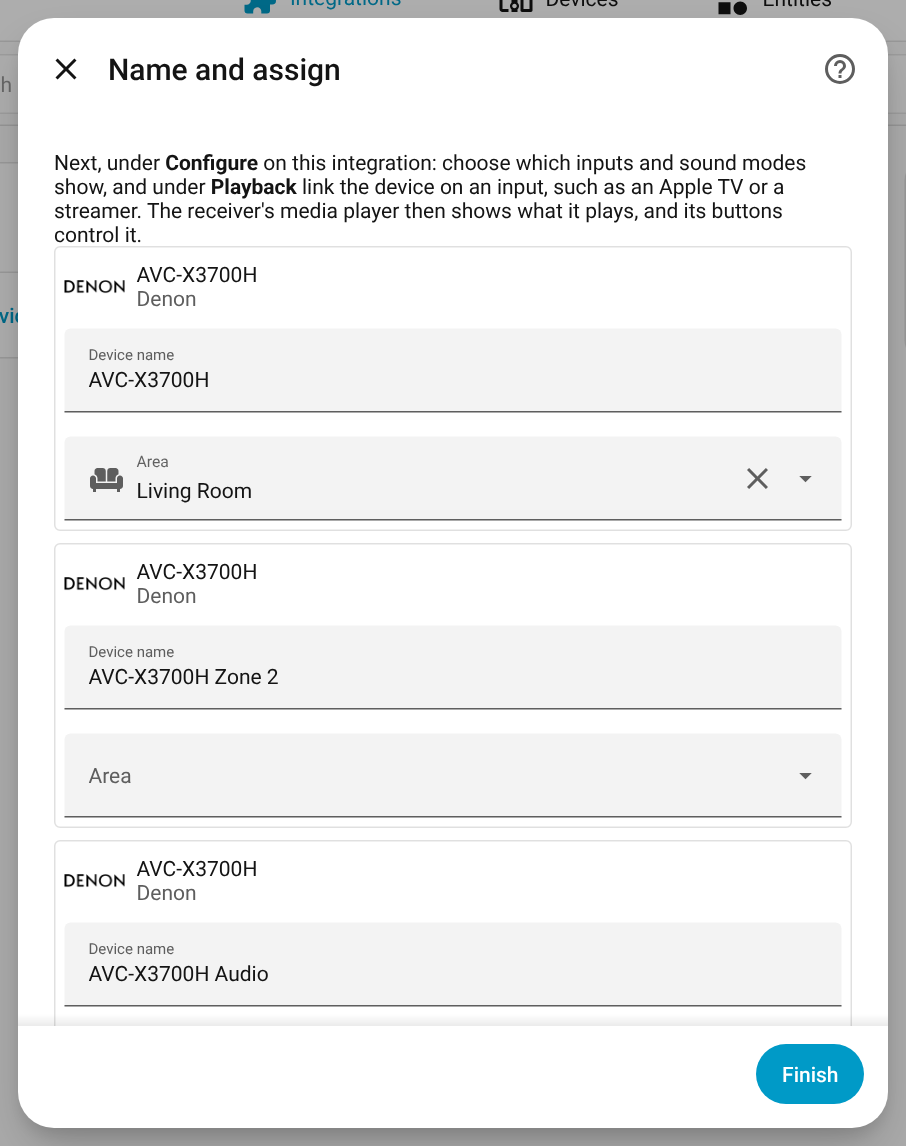 Integrations
Devices
Entities
Name and assign
Next, under Configure on this integration: choose which inputs and sound modes
show, and under Playback link the device on an input, such as an Apple TV or a
streamer. The receiver's media player then shows what it plays, and its buttons
control it.
DENON
AVC-X3700H
Denon
Device name
AVC-X3700H
Area
Living Room
DENON
AVC-X3700H
Denon
Device name
AVC-X3700H Zone 2
Area
DENON
AVC-X3700H
Denon
Device name
AVC-X3700H Audio
Finish